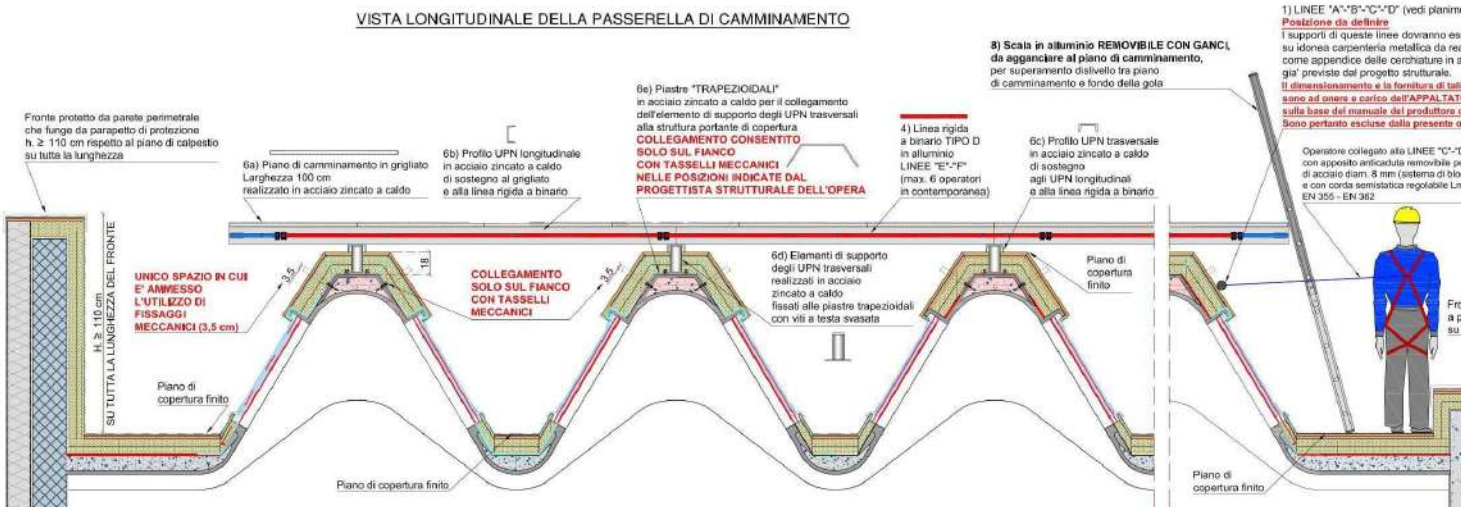 VISTA LONGITUDINALE DELLA PASSERELLA DI CAMMINAMENTO
Fronte protetto da parete perimetrale
che funge da parapetto di protezione
h. ≥ 110 cm rispetto al piano di calpestio
su tutta la lunghezza
6a) Piano di camminamento in grigliato
Larghezza 100 cm
realizzato in acciaio zincato a caldo
6b) Profilo UPN longitudinale
in acciaio zincato a caldo
di sostegno al grigliato
e alla linea rigida a binario
6e) Piastre "TRAPEZIOIDALI"
in acciaio zincato a caldo per il collegamento
dell'elemento di supporto degli UPN trasversali
alla struttura portante di copertura
COLLEGAMENTO CONSENTITO
SOLO SUL FIANCO
CON TASSELLI MECCANICI
NELLE POSIZIONI INDICATE DAL
PROGETTISTA STRUTTURALE DELL'OPERA
4) Linea rigida
a binario TIPO D
in alluminio
LINEE "E"-"F"
(max. 6 operatori
in contemporanea)
6c) Profilo UPN trasversale
in acciaio zincato a caldo
di sostegno
agli UPN longitudinali
e alla linea rigida a binario
8) Scala in alluminio REMOVIBILE CON GANCI,
da agganciare al piano di camminamento,
per superamento dislivello tra piano
di camminamento e fondo della gola
1) LINEE "A"-"B"-"C"-"D" (vedi planim
Posizione da definire
I supporti di queste linee dovranno es
su idonea carpenteria metallica da rea
come appendice delle cerchiature in a
gia' previste dal progetto strutturale.
Il dimensionamento e la fornitura di tali
sono ad onere e carico dell'APPALTAT
sulla base del manuale del produttore d
Sono pertanto escluse dalla presente o
Operatore collegato alle LINEE "C"-"D
con apposito anticaduta removibile pe
di acciaio diam. 8 mm (sistema di bloc
e con corda semistatica regolabile Lm
EN 355 - EN 362
H. ≥ 110 cm
SU TUTTA LA LUNGHEZZA DEL FRONTE
UNICO SPAZIO IN CUI
E' AMMESSO
L'UTILIZZO DI
FISSAGGI
MECCANICI (3,5 cm)
3,5
18
COLLEGAMENTO
SOLO SUL FIANCO
CON TASSELLI
MECCANICI
3,5
6d) Elementi di supporto
degli UPN trasversali
realizzati in acciaio
zincato a caldo
fissati alle piastre trapezoidali
con viti a testa svasata
Piano di
copertura
finito
Fro
a p
su
Piano di
copertura finito
Piano di copertura finito
Piano di
copertura finito